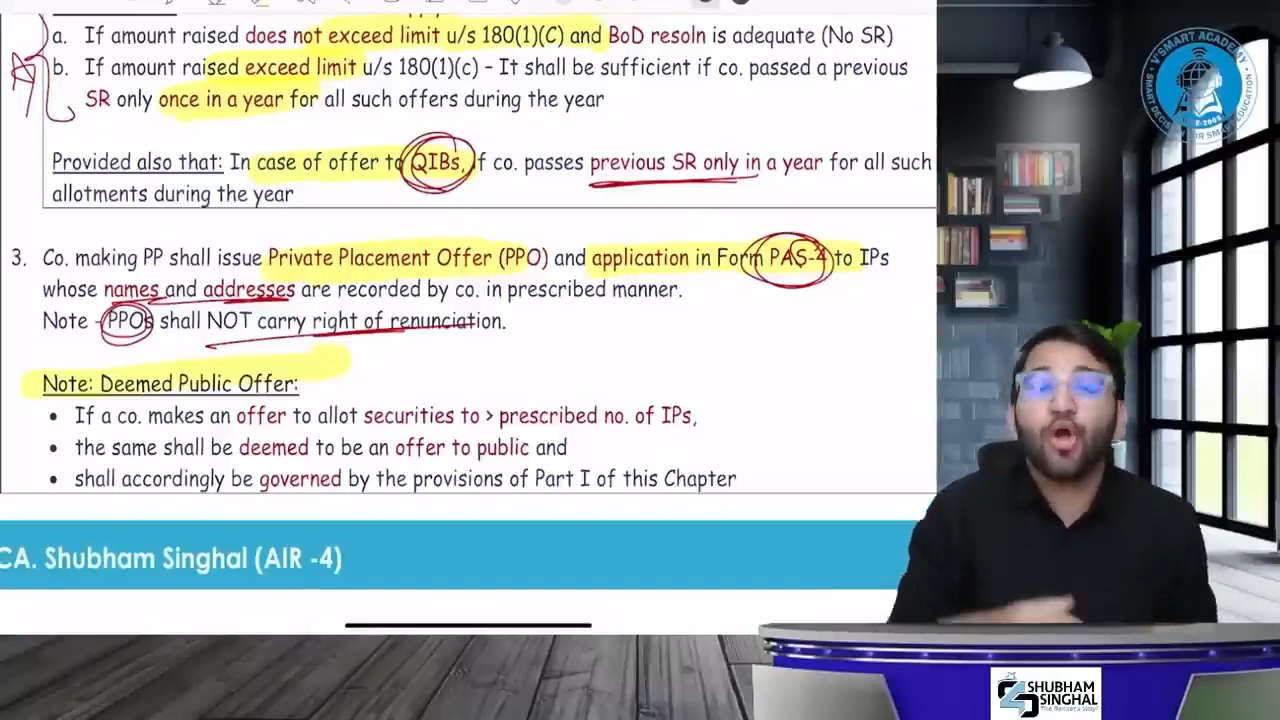 a. If amount raised does not exceed limit u/s 180(1)(C) and BoD resoln is adequate (No SR)
b. If amount raised exceed limit u/s 180(1)(c) – It shall be sufficient if co. passed a previous
SR only once in a year for all such offers during the year
Provided also that: In case of offer to QIBs, if co. passes previous SR only in a year for all such
allotments during the year
3. Co. making PP shall issue Private Placement Offer (PPO) and application in Form PAS-4 to IPs
whose names and addresses are recorded by co. in prescribed manner.
Note - PPOs shall NOT carry right of renunciation.
Note: Deemed Public Offer:
• If a co. makes an offer to allot securities to > prescribed no. of IPs,
• the same shall be deemed to be an offer to public and
• shall accordingly be governed by the provisions of Part I of this Chapter
CA. Shubham Singhal (AIR -4)
VSMART ACADEMY
SHUBHAM
SINGHAL
The Ranker's Way!